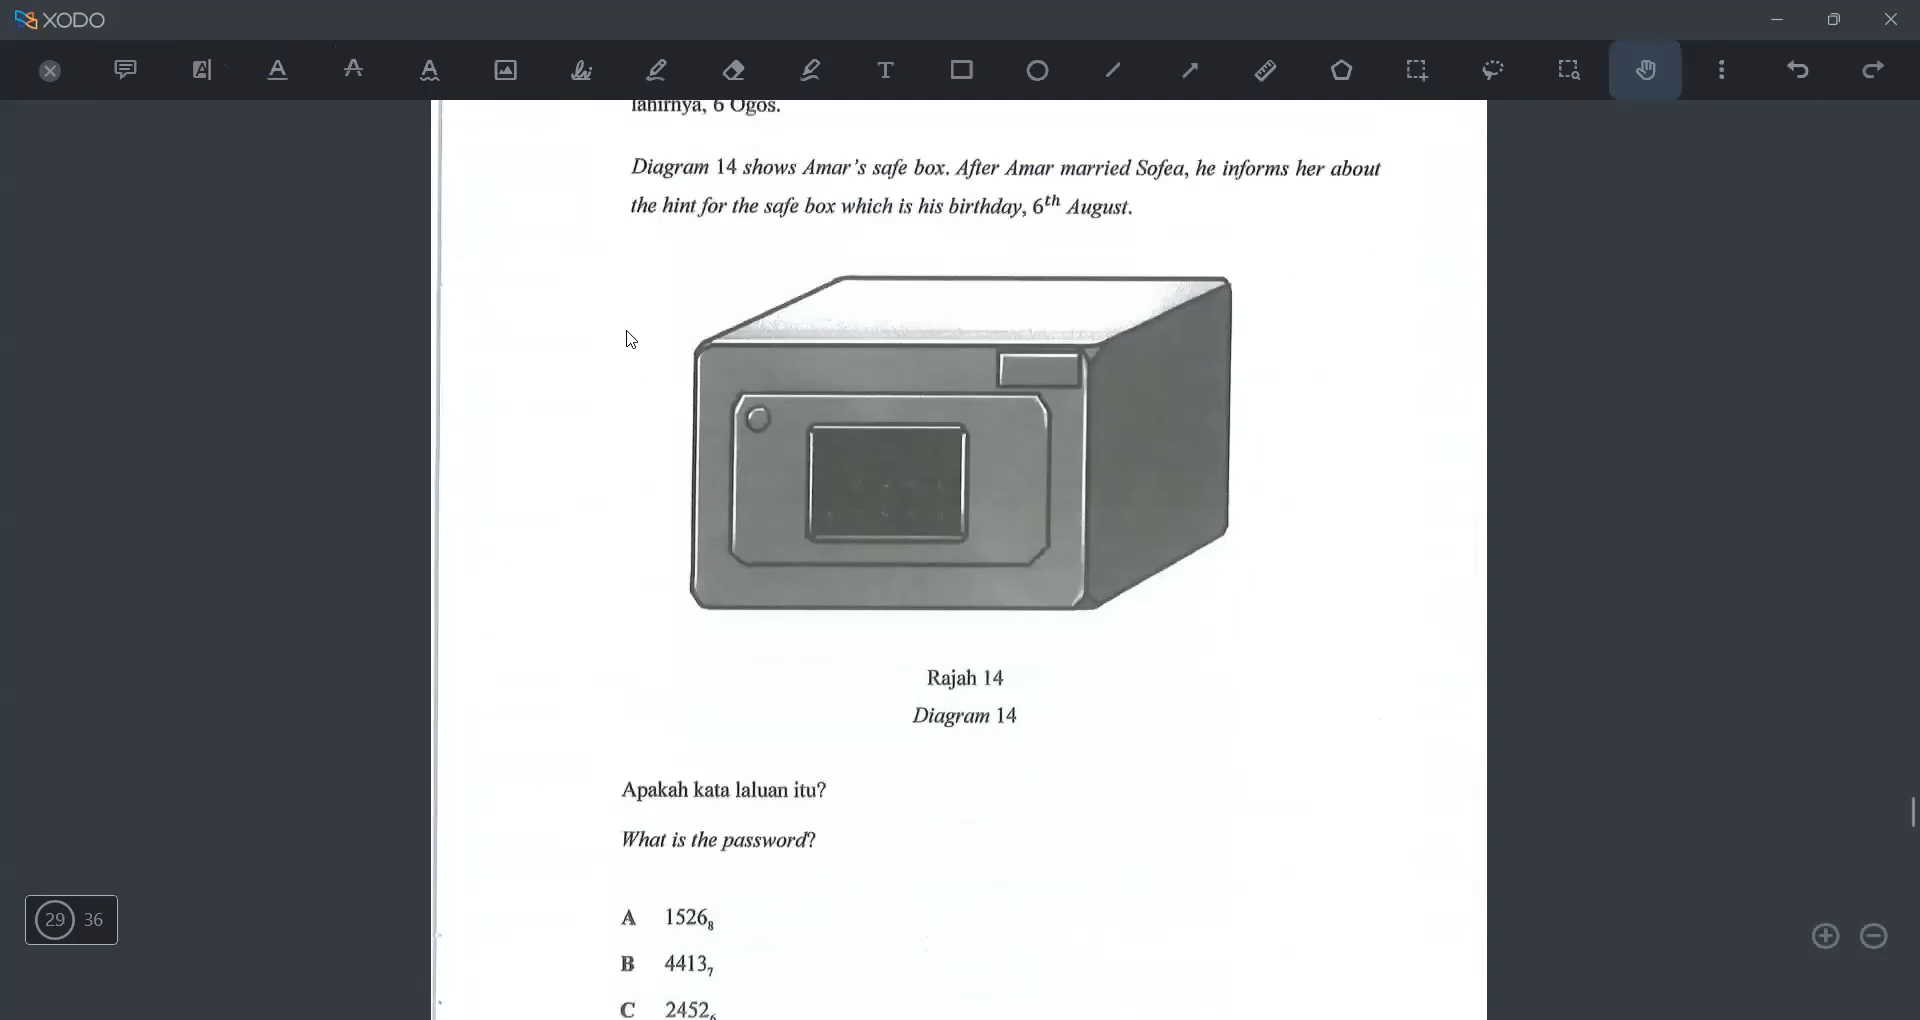 XODO
lahirnya, 6 Ogos.
Diagram 14 shows Amar's safe box. After Amar married Sofea, he informs her about
the hint for the safe box which is his birthday, 6th August.
Rajah 14
Diagram 14
Apakah kata laluan itu?
What is the password?
A 1526₈
B 4413₇
C 2452₆
29 36